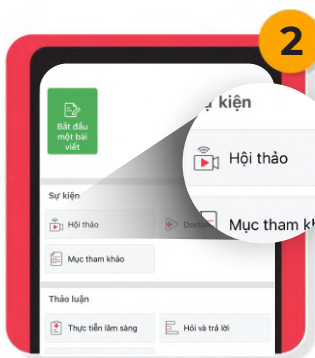 2
Bắt đầu
một bài
viết
Sự kiện
Hội thảo
Mục tham khảo
Thảo luận
Thực tiễn lâm sàng
Hỏi và trả lời
kiện
Hội thảo
Mục tham